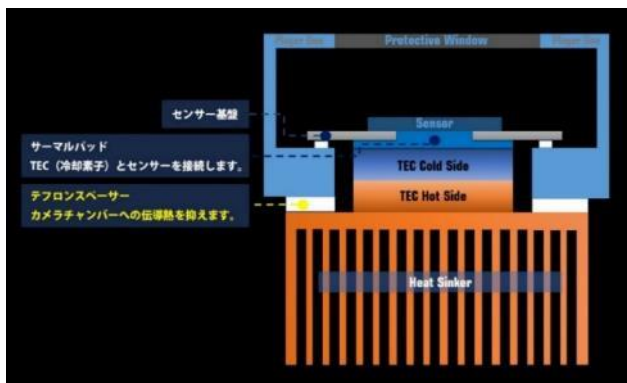 Protective Window
センサー基盤
Sensor
サーマルパッド
TEC（冷却素子）とセンサーを接続します。
TEC Cold Side
テフロンスペーサー
カメラチャンバーへの伝導熱を抑えます。
TEC Hot Side
Heat Sinker